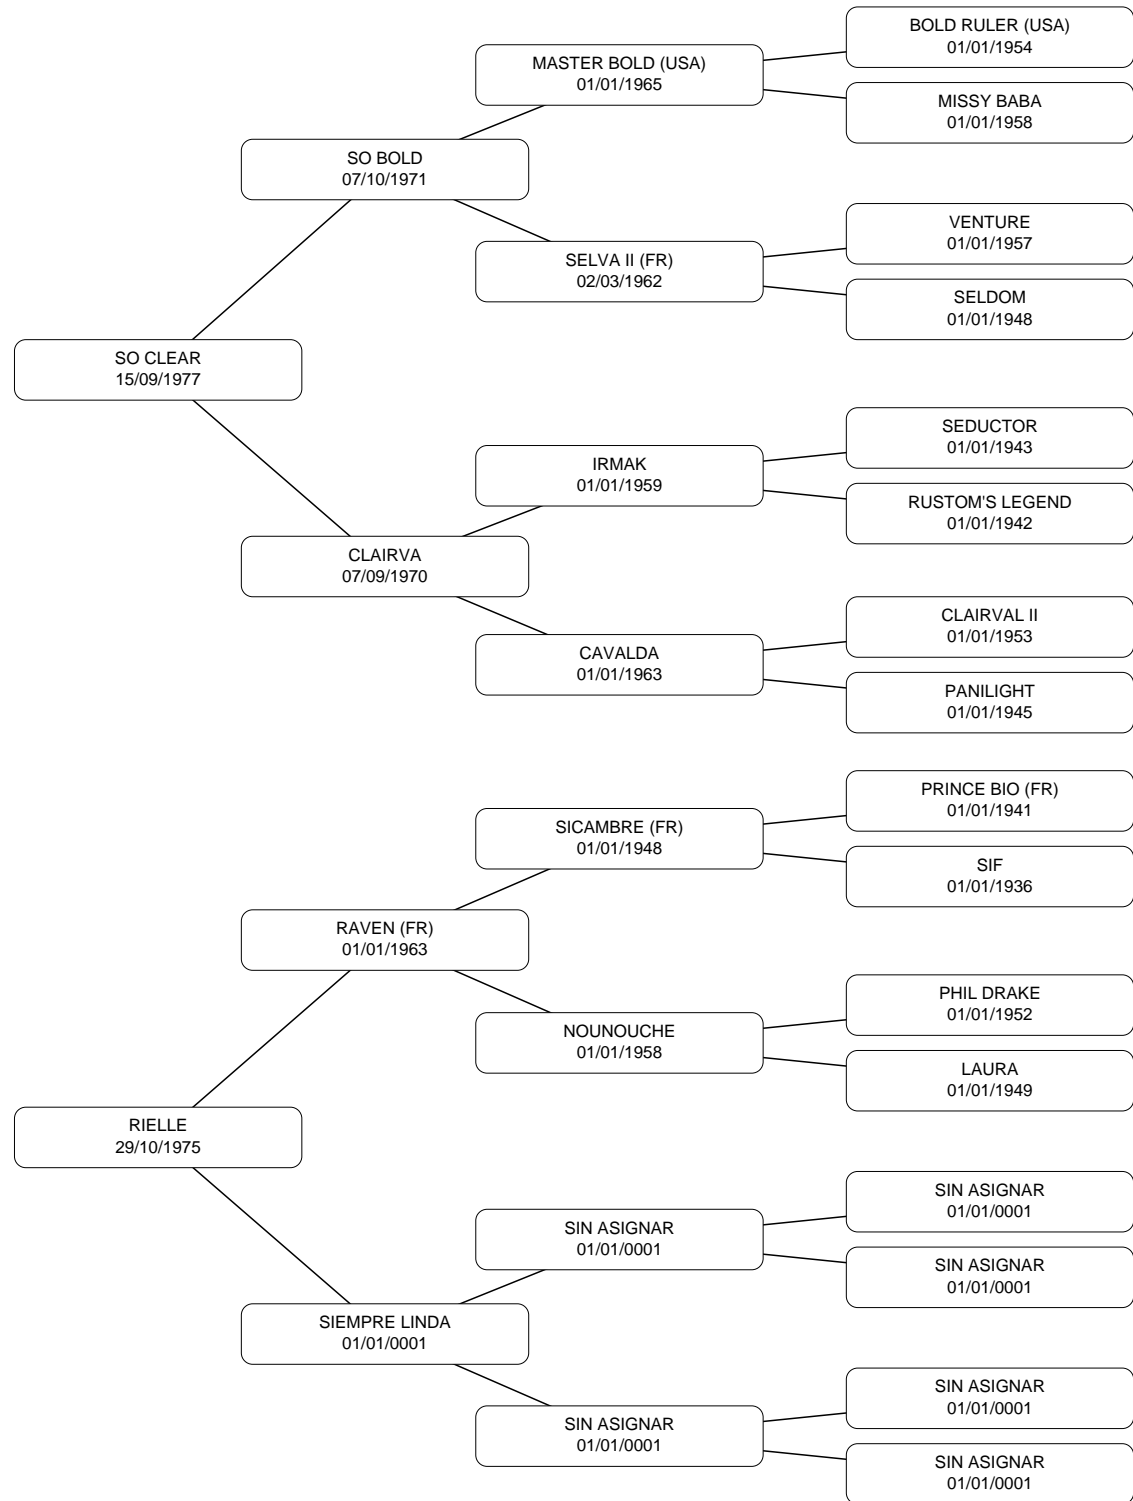 BOLD RULER (USA)
01/01/1954
MASTER BOLD (USA)
01/01/1965
MISSY BABA
01/01/1958
SO BOLD
07/10/1971
VENTURE
01/01/1957
SELVA II (FR)
02/03/1962
SELDOM
01/01/1948
SO CLEAR
15/09/1977
SEDUCTOR
01/01/1943
IRMAK
01/01/1959
RUSTOM'S LEGEND
01/01/1942
CLAIRVA
07/09/1970
CLAIRVAL II
01/01/1953
CAVALDA
01/01/1963
PANILIGHT
01/01/1945
PRINCE BIO (FR)
01/01/1941
SICAMBRE (FR)
01/01/1948
SIF
01/01/1936
RAVEN (FR)
01/01/1963
PHIL DRAKE
01/01/1952
NOUNOUCHE
01/01/1958
LAURA
01/01/1949
RIELLE
29/10/1975
SIN ASIGNAR
01/01/0001
SIN ASIGNAR
01/01/0001
SIN ASIGNAR
01/01/0001
SIEMPRE LINDA
01/01/0001
SIN ASIGNAR
01/01/0001
SIN ASIGNAR
01/01/0001
SIN ASIGNAR
01/01/0001